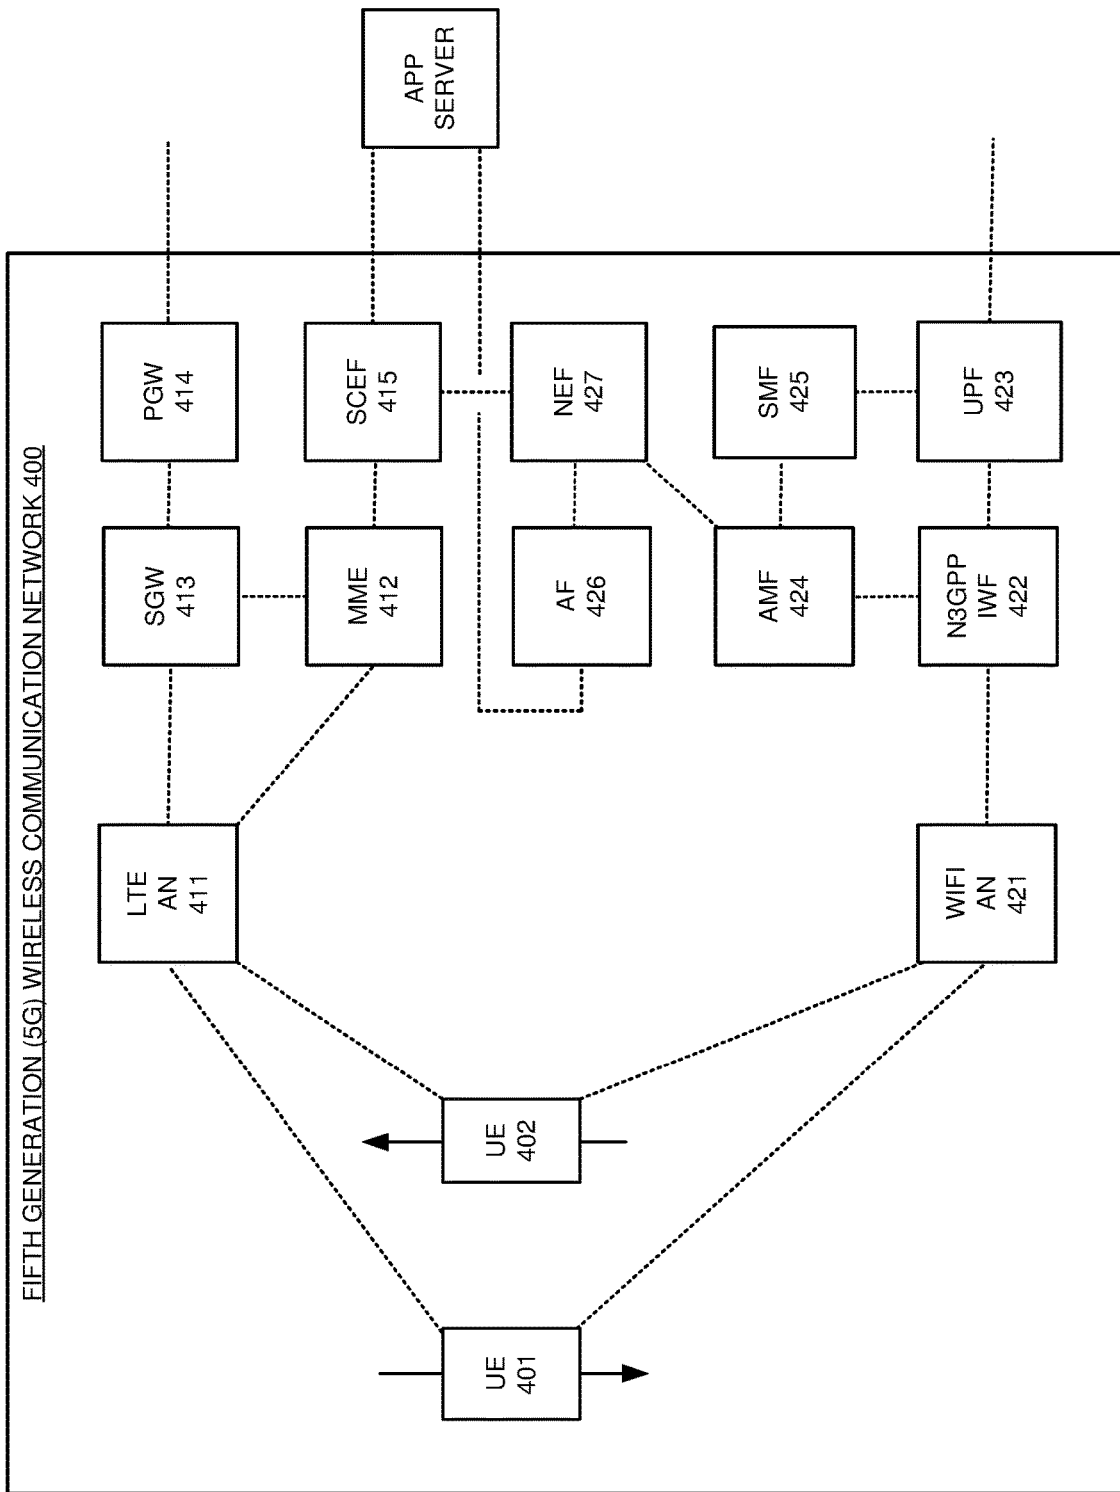 FIFTH GENERATION (5G) WIRELESS COMMUNICATION NETWORK 400
UE
401
UE
402
LTE
AN
411
SGW
413
PGW
414
MME
412
SCEF
415
APP
SERVER
AF
426
NEF
427
AMF
424
SMF
425
WIFI
AN
421
N3GPP
IWF
422
UPF
423